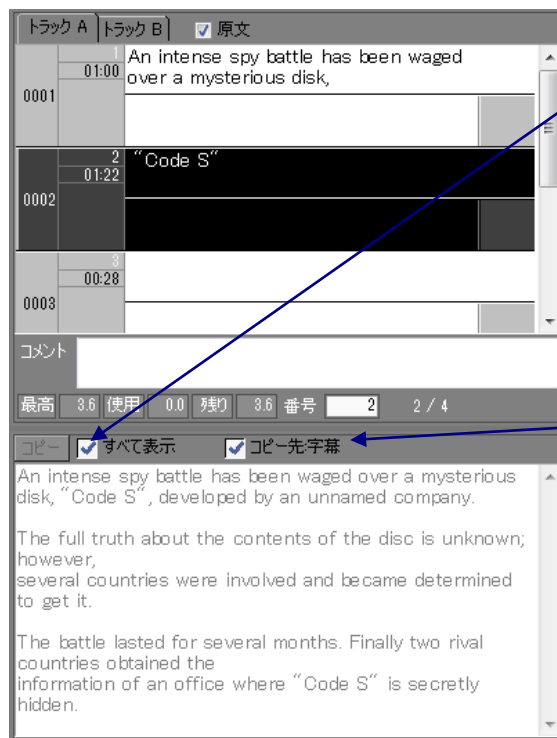 トラック A トラック B 原文
1
01:00
0001
An intense spy battle has been waged
over a mysterious disk,
2
01:22
0002
"Code S"
3
00:28
0003
コメント
最高 3.6 使用 0.0 残り 3.6 番号 2 2 / 4
コピー すべて表示 コピー先:字幕
An intense spy battle has been waged over a mysterious
disk, "Code S", developed by an unnamed company.
The full truth about the contents of the disc is unknown;
however,
several countries were involved and became determined
to get it.
The battle lasted for several months. Finally two rival
countries obtained the
information of an office where "Code S" is secretly
hidden.